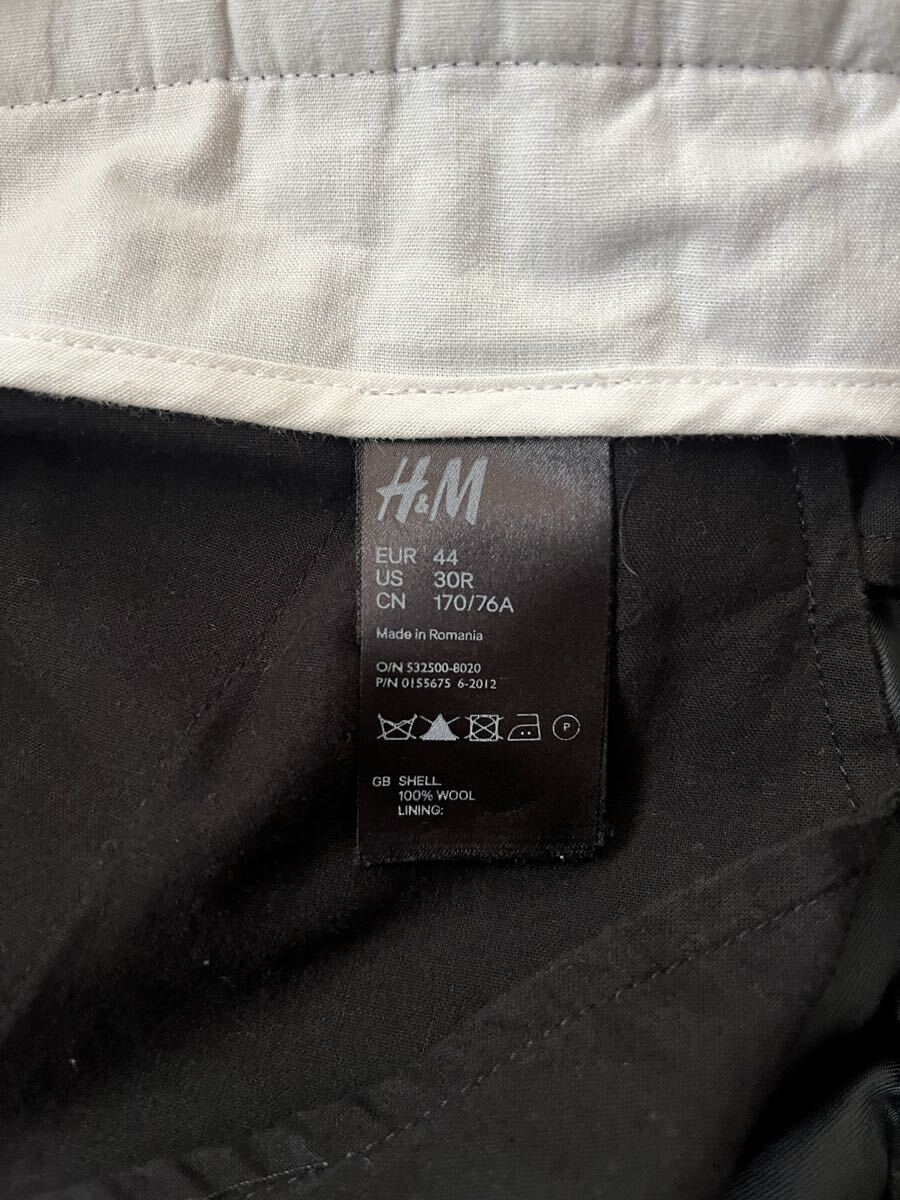 H&M
EUR 44
US 30R
CN 170/76A
Made in Romania
O/N 532500-8020
P/N 0155675 6-2012
P
GB SHELL
100% WOOL
LINING: